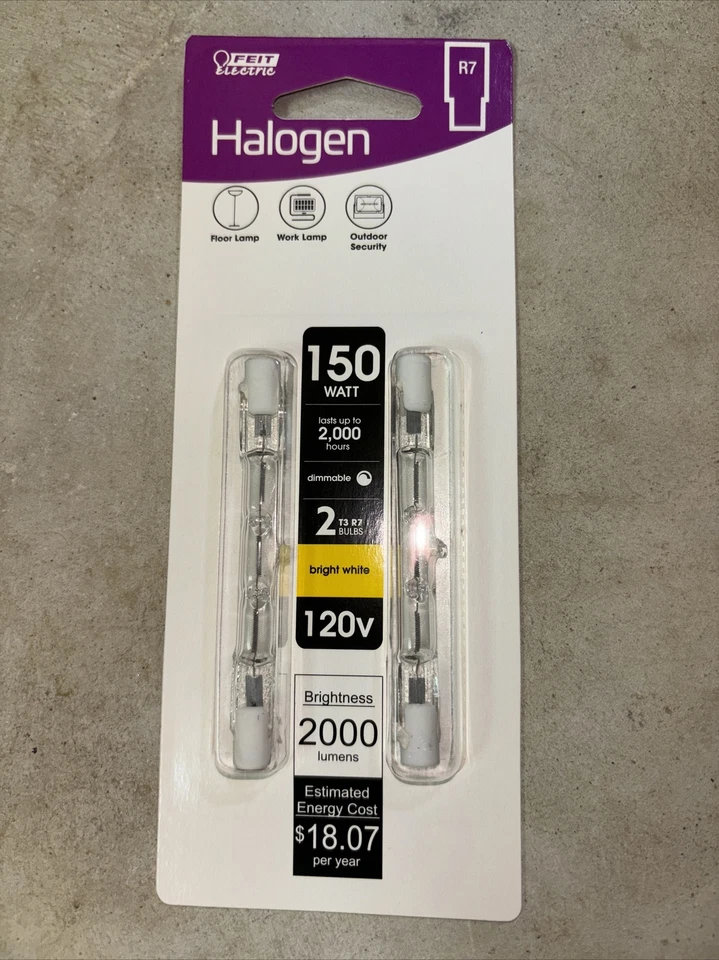 FEIT
electric
R7
Halogen
Floor Lamp
Work Lamp
Outdoor
Security
150
WATT
lasts up to
2,000
hours
dimmable
2 T3 R7
BULBS
bright white
120v
Brightness
2000
lumens
Estimated
Energy Cost
$18.07
per year